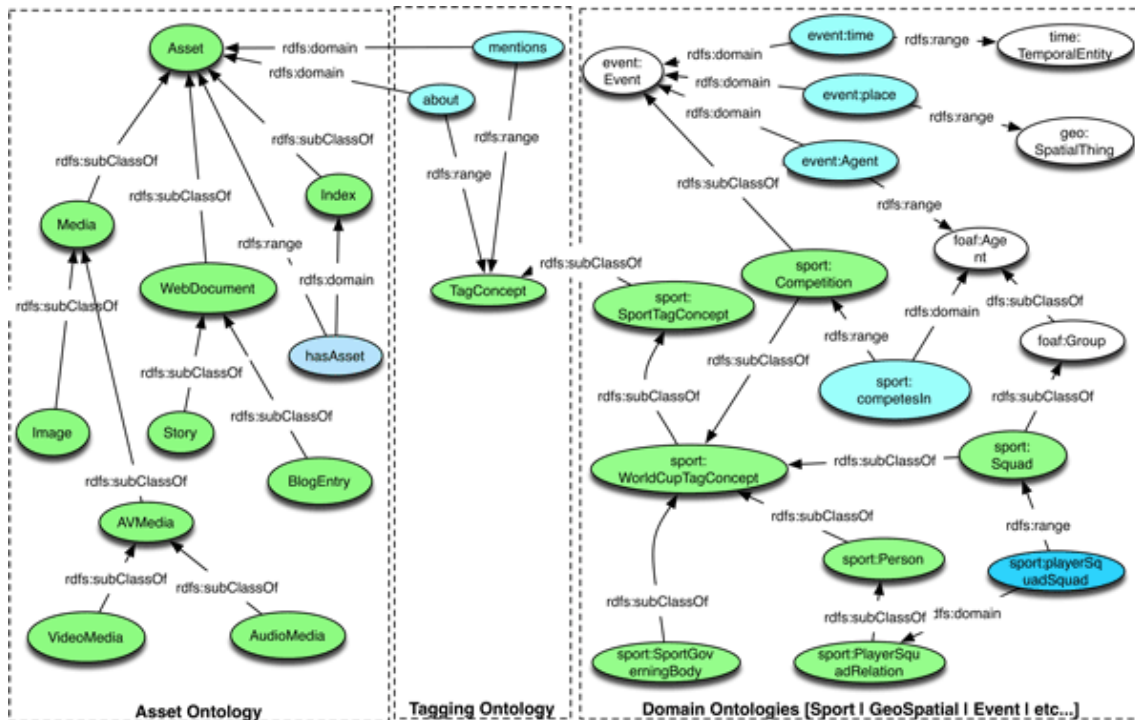 Asset
rdfs:domain
mentions
rdfs:domain
about
event:time
rdfs:range
time:
TemporalEntity
event:
Event
rdfs:domain
rdfs:domain
event:place
rdfs:domain
rdfs:range
geo:
SpatialThing
event:Agent
rdfs:range
rdfs:subClassOf
rdfs:subClassOf
rdfs:subClassOf
rdfs:range
rdfs:range
rdfs:subClassOf
Media
Index
rdfs:range
foaf:Age
nt
rdfs:subClassOf
rdfs:domain
WebDocument
TagConcept
sport:
SportTagConcept
sport:
Competition
rdfs:subClassOf
rdfs:domain
dfs:subClassOf
hasAsset
rdfs:range
foaf:Group
rdfs:subClassOf
rdfs:subClassOf
rdfs:subClassOf
rdfs:subClassOf
sport:
competesIn
rdfs:subClassOf
Image
Story
rdfs:subClassOf
BlogEntry
sport:
WorldCupTagConcept
rdfs:subClassOf
sport:
Squad
AVMedia
rdfs:subClassOf
rdfs:range
rdfs:subClassOf
rdfs:subClassOf
sport:Person
sport:playerSq
uadSquad
rdfs:subClassOf
rdfs:subClassOf
dfs:domain
VideoMedia
AudioMedia
sport:SportGov
erningBody
sport:PlayerSqu
adRelation
Asset Ontology
Tagging Ontology
Domain Ontologies [Sport | GeoSpatial | Event | etc...]